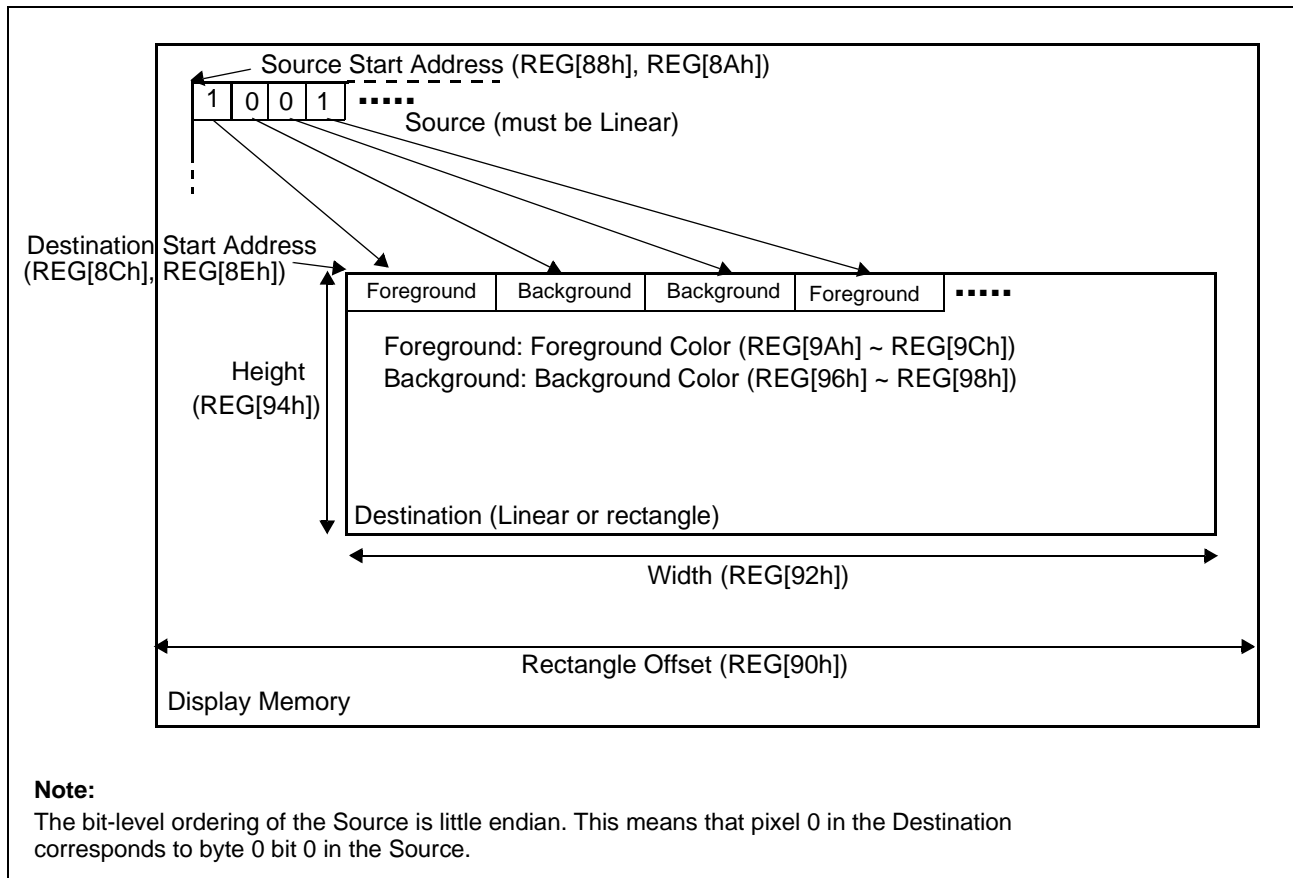 Source Start Address (REG[88h], REG[8Ah])
1 0 0 1
Source (must be Linear)
Destination Start Address
(REG[8Ch], REG[8Eh])
Foreground Background Background Foreground
Foreground: Foreground Color (REG[9Ah] ~ REG[9Ch])
Background: Background Color (REG[96h] ~ REG[98h])
Height
(REG[94h])
Destination (Linear or rectangle)
Width (REG[92h])
Rectangle Offset (REG[90h])
Display Memory
Note:
The bit-level ordering of the Source is little endian. This means that pixel 0 in the Destination
corresponds to byte 0 bit 0 in the Source.